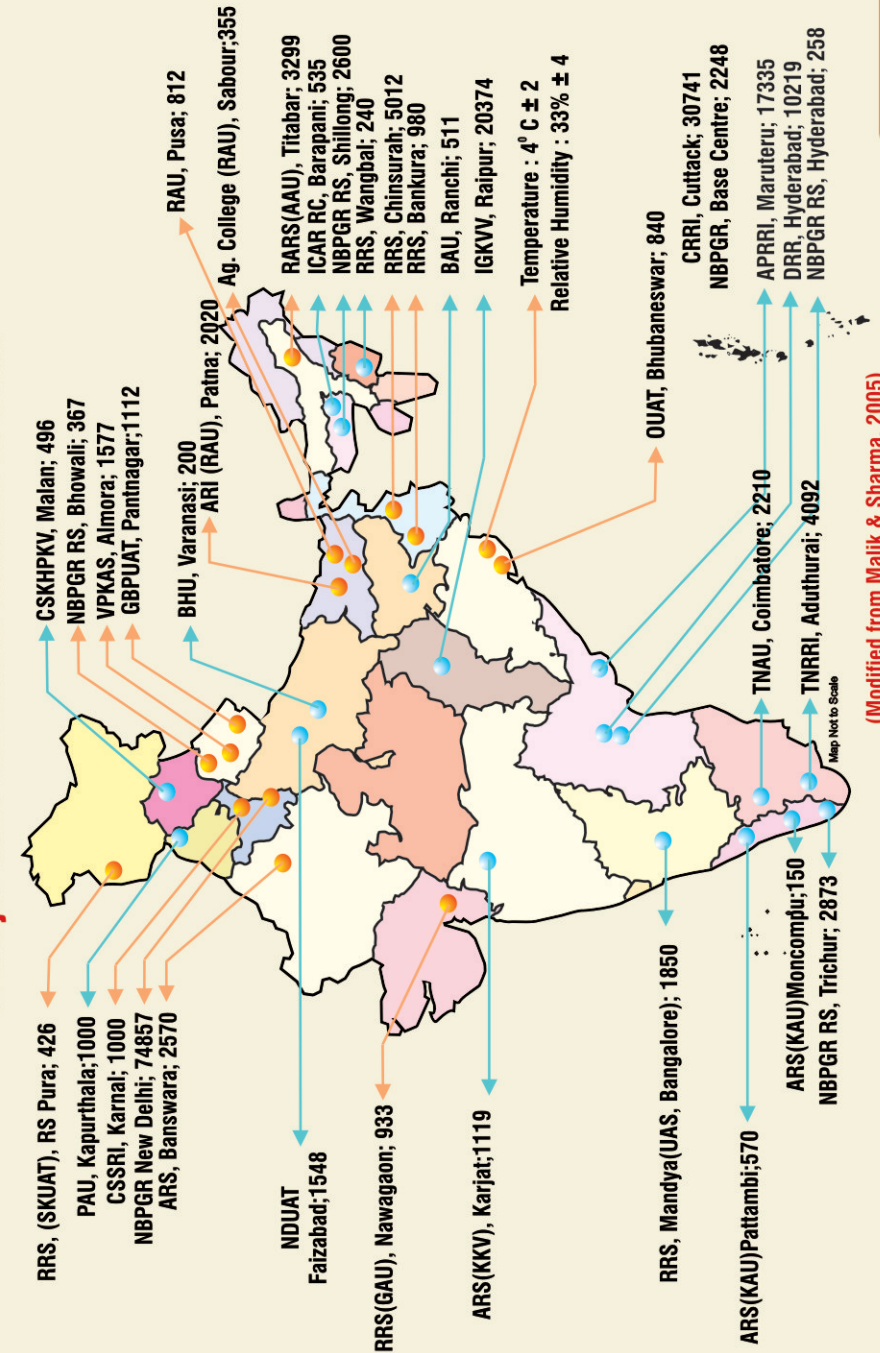 RRS, (SKUAT), RS Pura; 426
PAU, Kapurthala;1000
CSSRI, Karnal; 1000
NBPGR New Delhi; 74857
ARS, Banswara; 2570
NDUAT
Faizabad;1548
RRS(GAU), Nawagaon; 933
ARS(KKV), Karjat;1119
RRS, Mandya(UAS, Bangalore); 1850
ARS(KAU)Pattambi;570
ARS(KAU)Moncompu;150
NBPGR RS, Trichur; 2873
CSKHPKV, Malan; 496
NBPGR RS, Bhowali; 367
VPKAS, Almora; 1577
GBPUAT, Pantnagar;1112
BHU, Varanasi; 200
ARI (RAU), Patna; 2020
RAU, Pusa; 812
Ag. College (RAU), Sabour;355
RARS(AAU), Titabar; 3299
ICAR RC, Barapani; 535
NBPGR RS, Shillong; 2600
RRS, Wangbal; 240
RRS, Chinsurah; 5012
RRS, Bankura; 980
BAU, Ranchi; 511
IGKVV, Raipur; 20374
Temperature : 4⁰ C ± 2
Relative Humidity : 33% ± 4
OUAT, Bhubaneswar; 840
CRRI, Cuttack; 30741
NBPGR, Base Centre; 2248
APRRI, Maruteru; 17335
DRR, Hyderabad; 10219
NBPGR RS, Hyderabad; 258
TNAU, Coimbatore; 2210
TNRRI, Aduthurai; 4092
Map Not to Scale
(Modified from Malik & Sharma, 2005)